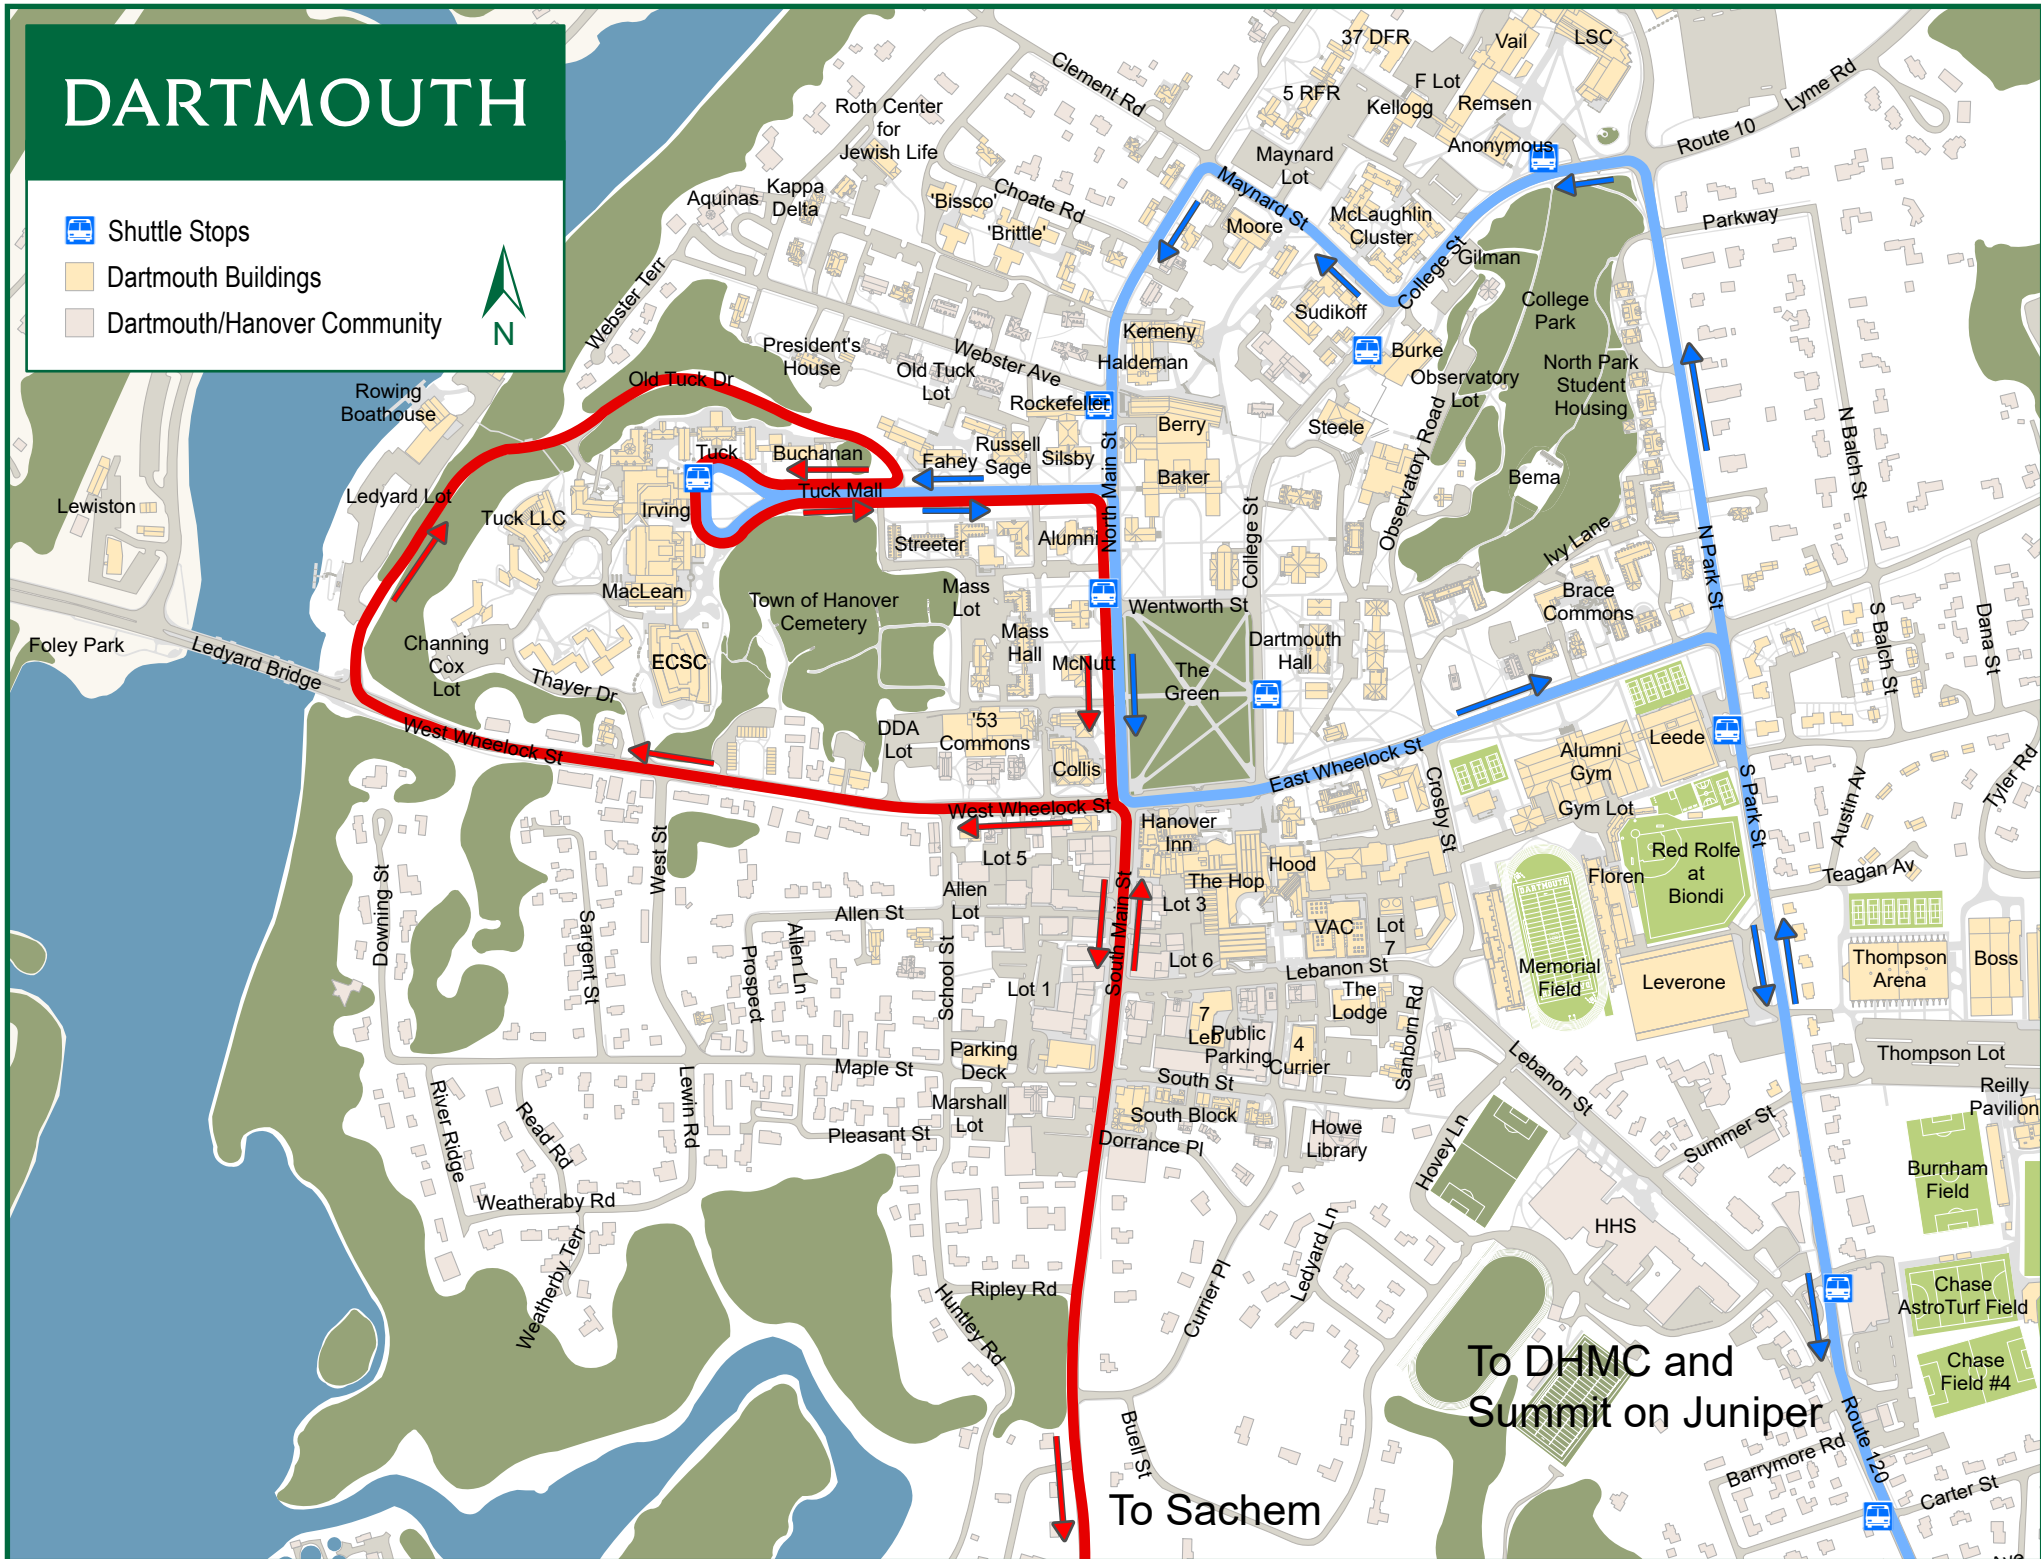 DARTMOUTH
Shuttle Stops
Dartmouth Buildings
Dartmouth/Hanover Community
N
37 DFR
Vail
LSC
Clement Rd
5 RFR
F Lot
Kellogg
Remsen
Lyme Rd
Route 10
Roth Center
for
Jewish Life
Maynard
Lot
Anonymous
Aquinas
Kappa
Delta
'Bissco'
Choate Rd
'Brittle'
Maynard St
Moore
McLaughlin
Cluster
Parkway
College St
Gilman
Webster Terr
College
Park
Sudikoff
Kemeny
Haldeman
President's
House
Webster Ave
Old Tuck
Lot
Burke
Observatory
Lot
North Park
Student
Housing
Old Tuck Dr
Rowing
Boathouse
Rockefeller
Berry
Steele
Observatory Road
N Balch St
Tuck
Buchanan
Fahey
Russell
Sage
Silsby
North Main St
Baker
Bema
Ledyard Lot
Tuck Mall
Lewiston
Tuck LLC
Irving
Streeter
Alumni
College St
Ivy Lane
N Park St
MacLean
Town of Hanover
Cemetery
Mass
Lot
Wentworth St
Brace
Commons
Foley Park
Ledyard Bridge
Channing
Cox
Lot
Thayer Dr
ECSC
Mass
Hall
McNutt
The
Green
Dartmouth
Hall
S Balch St
Dana St
West Wheelock St
DDA
Lot
'53
Commons
Collis
East Wheelock St
Alumni
Gym
Leede
S Park St
Tyler Rd
Austin Av
West Wheelock St
Hanover
Inn
Crosby St
Gym Lot
Red Rolfe
at
Biondi
Teagan Av
West St
Lot 5
Hood
Floren
Downing St
Allen
Lot
The Hop
Allen St
Lot 3
South Main St
VAC
Lot
7
Sargent St
Prospect
Allen Ln
School St
Lot 1
Lot 6
Lebanon St
The
Lodge
Memorial
Field
Leverone
Thompson
Arena
Boss
7
Leb
Public
Parking
4
Currier
Sanborn Rd
Thompson Lot
Parking
Deck
Maple St
South St
Lebanon St
Reilly
Pavilion
River Ridge
Read Rd
Lewin Rd
Marshall
Lot
South Block
Summer St
Pleasant St
Dorrance Pl
Howe
Library
Hovey Ln
Burnham
Field
Weatheraby Rd
Weatherby Terr
HHS
Ledyard Ln
Currier Pl
Ripley Rd
Huntley Rd
Chase
AstroTurf Field
To DHMC and
Summit on Juniper
Chase
Field #4
Buell St
Route 120
Barrymore Rd
Carter St
To Sachem